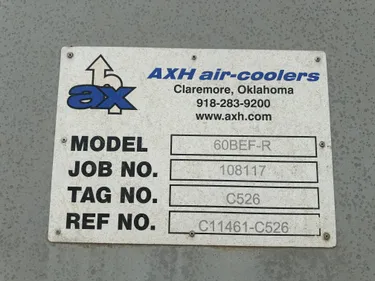 ax
AXH air-coolers
Claremore, Oklahoma
918-283-9200
www.axh.com
MODEL 60BEF-R
JOB NO. 108117
TAG NO. C526
REF NO. C11461-C526